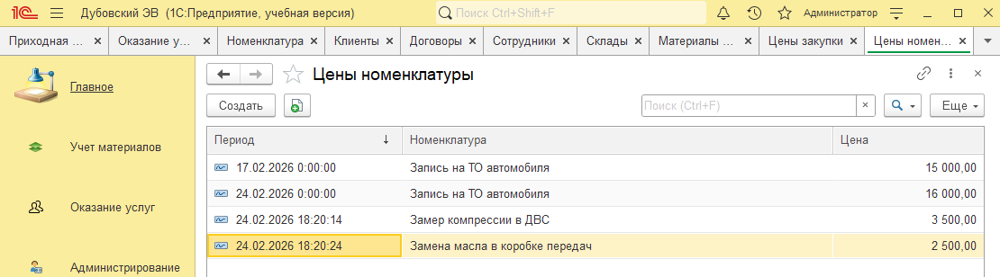 1С Дубовский ЭВ (1С:Предприятие, учебная версия) Поиск Ctrl+Shift+F Администратор
Приходная ... × Оказание у... × Номенклатура × Клиенты × Договоры × Сотрудники × Склады × Материалы ... × Цены закупки × Цены номен... ×
Главное
Учет материалов
Оказание услуг
Администрирование
Цены номенклатуры
Создать Поиск (Ctrl+F) × Еще
Период ↓ Номенклатура Цена
17.02.2026 0:00:00 Запись на ТО автомобиля 15 000,00
24.02.2026 0:00:00 Запись на ТО автомобиля 16 000,00
24.02.2026 18:20:14 Замер компрессии в ДВС 3 500,00
24.02.2026 18:20:24 Замена масла в коробке передач 2 500,00